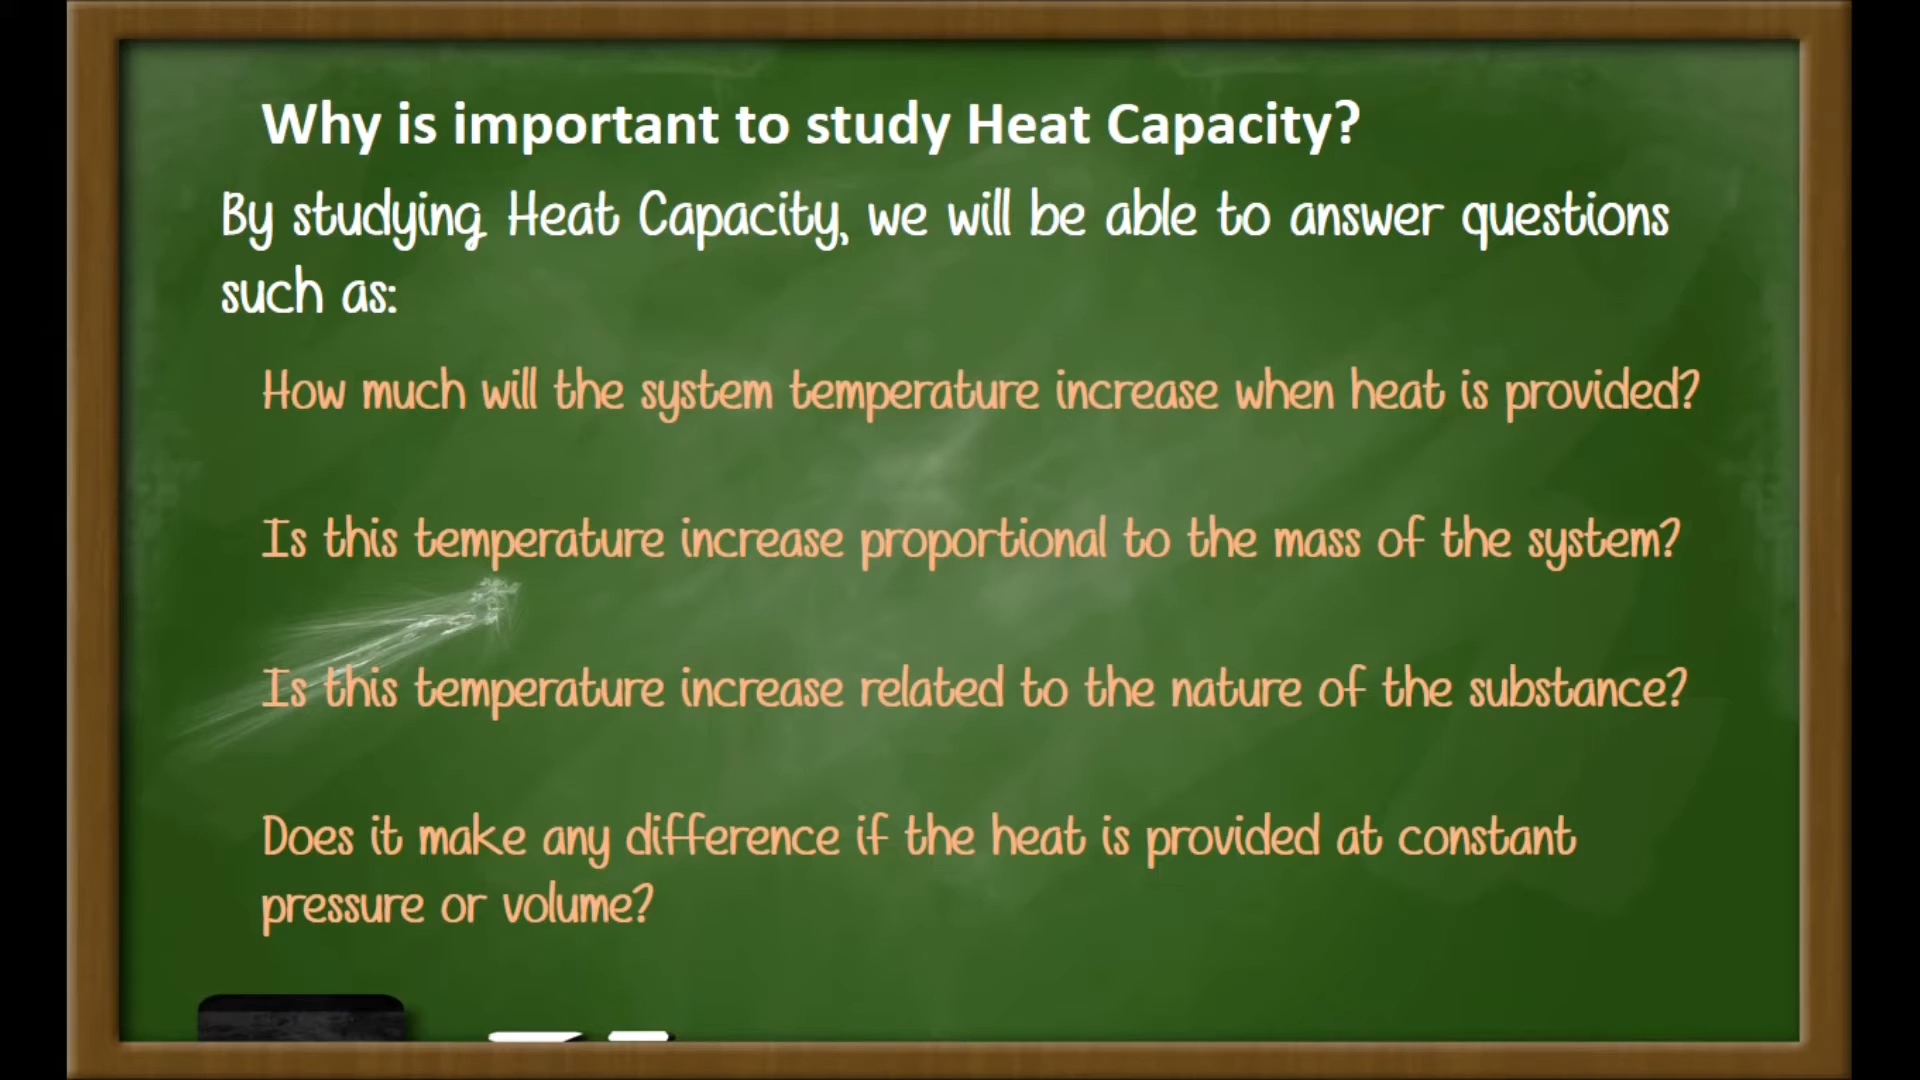 Why is important to study Heat Capacity?
By studying Heat Capacity, we will be able to answer questions
such as:
How much will the system temperature increase when heat is provided?
Is this temperature increase proportional to the mass of the system?
Is this temperature increase related to the nature of the substance?
Does it make any difference if the heat is provided at constant
pressure or volume?